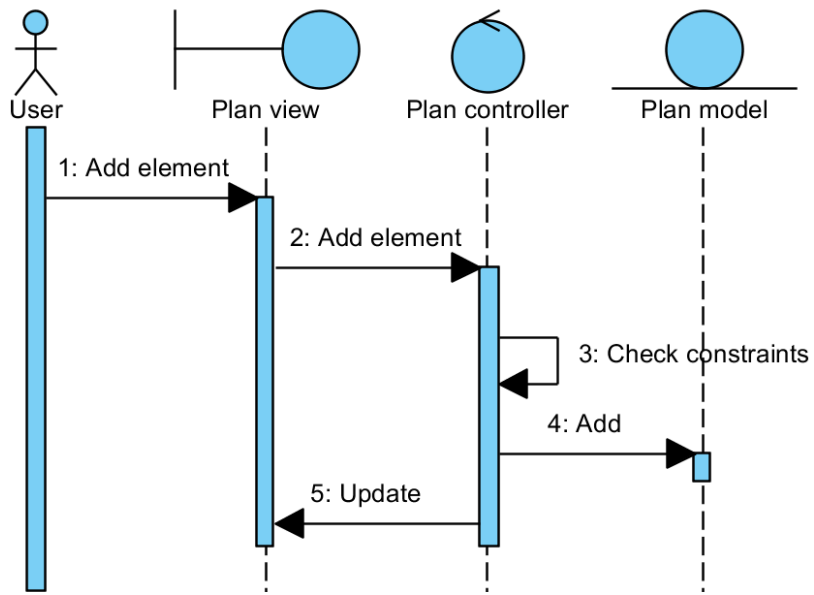 User
Plan view
Plan controller
Plan model
1: Add element
2: Add element
3: Check constraints
4: Add
5: Update